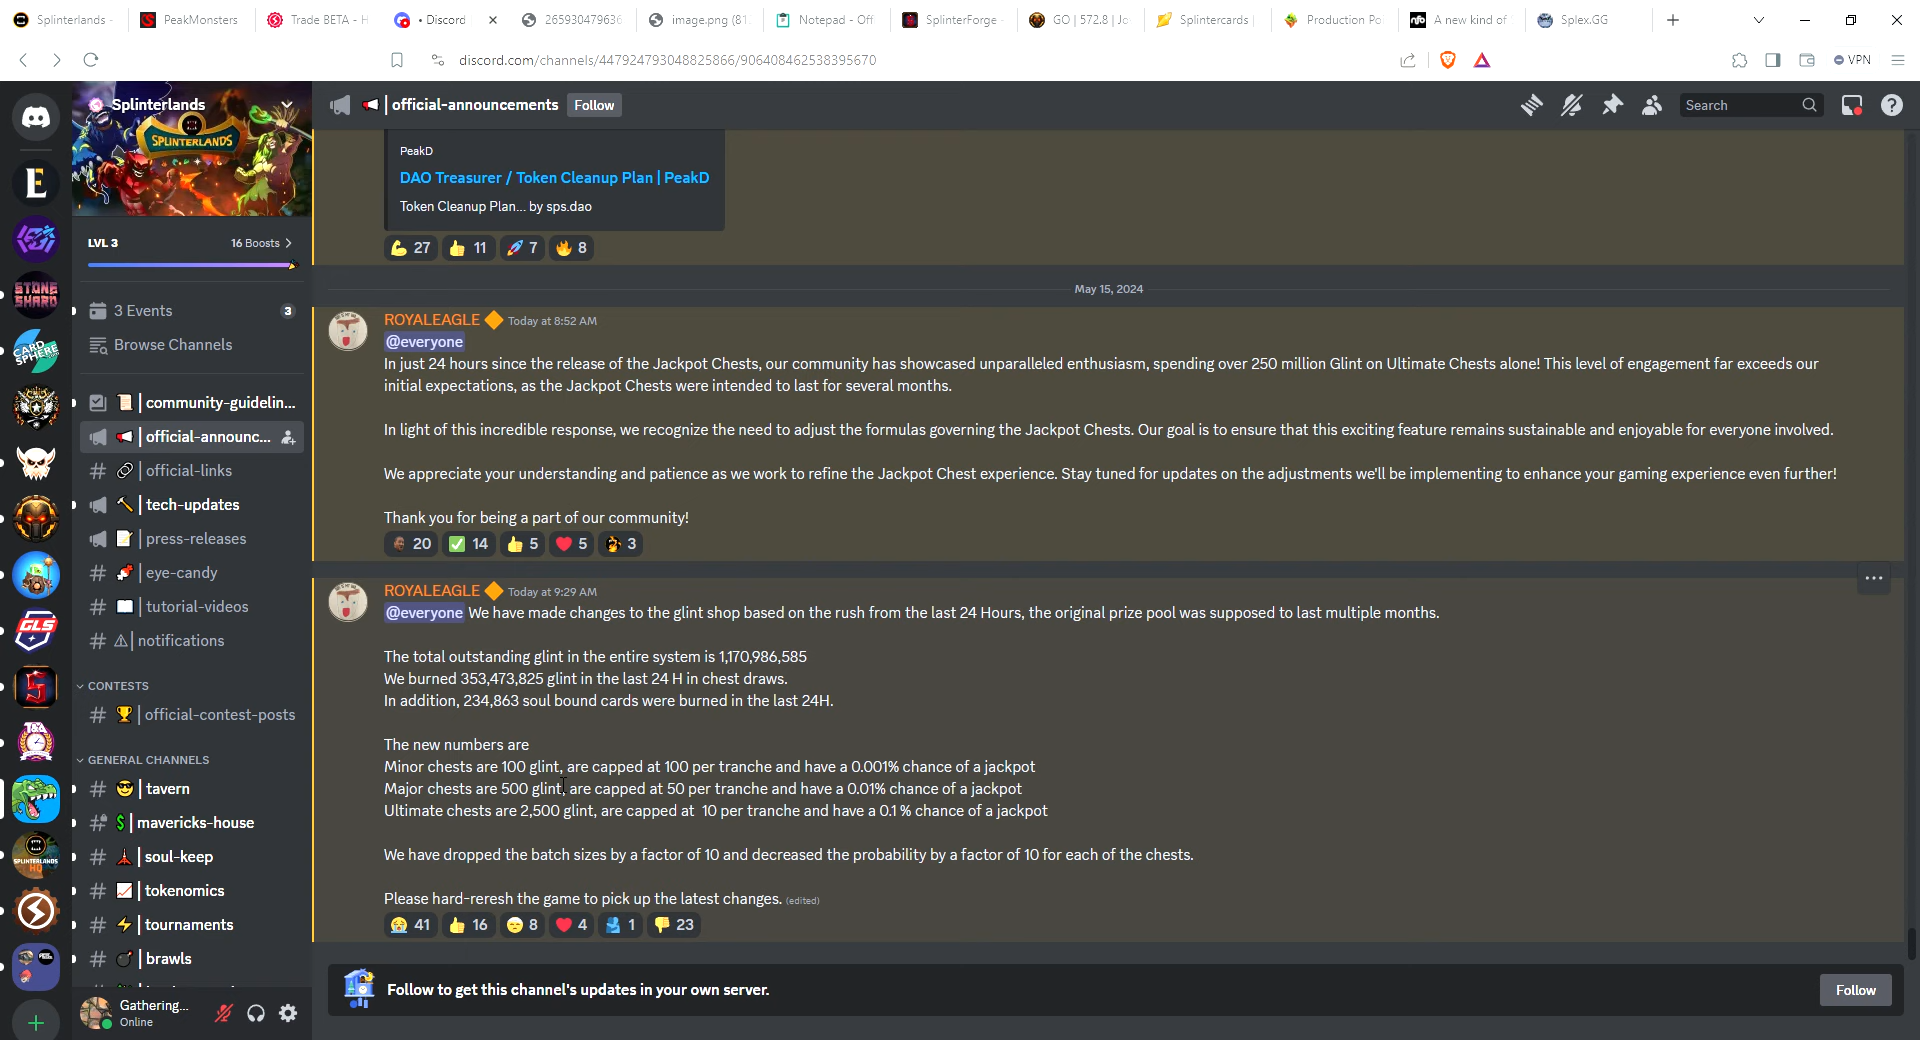 Splinterlands
PeakMonsters
Trade BETA - H
• Discord
26593047963
image.png (81
Notepad - Off
SplinterForge
GO | 572.8 | Jo
Splintercards |
Production Po
A new kind of
Splex.GG
discord.com/channels/447924793048825866/906408462538395670
VPN
Splinterlands
SPLINTERLANDS
LVL 3
16 Boosts
3 Events
3
Browse Channels
community-guidelin...
official-announc...
official-links
tech-updates
press-releases
eye-candy
tutorial-videos
notifications
CONTESTS
official-contest-posts
GENERAL CHANNELS
tavern
mavericks-house
soul-keep
tokenomics
tournaments
brawls
Gathering...
Online
STONE
SHARD
CARD
SPHERE
GLS
SPLINTERLANDS
HQ
official-announcements
Follow
Search
PeakD
DAO Treasurer / Token Cleanup Plan | PeakD
Token Cleanup Plan... by sps.dao
27 11 7 8
May 15, 2024
ROYALEAGLE Today at 8:52 AM
@everyone
In just 24 hours since the release of the Jackpot Chests, our community has showcased unparalleled enthusiasm, spending over 250 million Glint on Ultimate Chests alone! This level of engagement far exceeds our
initial expectations, as the Jackpot Chests were intended to last for several months.
In light of this incredible response, we recognize the need to adjust the formulas governing the Jackpot Chests. Our goal is to ensure that this exciting feature remains sustainable and enjoyable for everyone involved.
We appreciate your understanding and patience as we work to refine the Jackpot Chest experience. Stay tuned for updates on the adjustments we'll be implementing to enhance your gaming experience even further!
Thank you for being a part of our community!
20 14 5 5 3
ROYALEAGLE Today at 9:29 AM
@everyone We have made changes to the glint shop based on the rush from the last 24 Hours, the original prize pool was supposed to last multiple months.
The total outstanding glint in the entire system is 1,170,986,585
We burned 353,473,825 glint in the last 24 H in chest draws.
In addition, 234,863 soul bound cards were burned in the last 24H.
The new numbers are
Minor chests are 100 glint, are capped at 100 per tranche and have a 0.001% chance of a jackpot
Major chests are 500 glint, are capped at 50 per tranche and have a 0.01% chance of a jackpot
Ultimate chests are 2,500 glint, are capped at 10 per tranche and have a 0.1 % chance of a jackpot
We have dropped the batch sizes by a factor of 10 and decreased the probability by a factor of 10 for each of the chests.
Please hard-reresh the game to pick up the latest changes. (edited)
41 16 8 4 1 23
Follow to get this channel's updates in your own server.
Follow